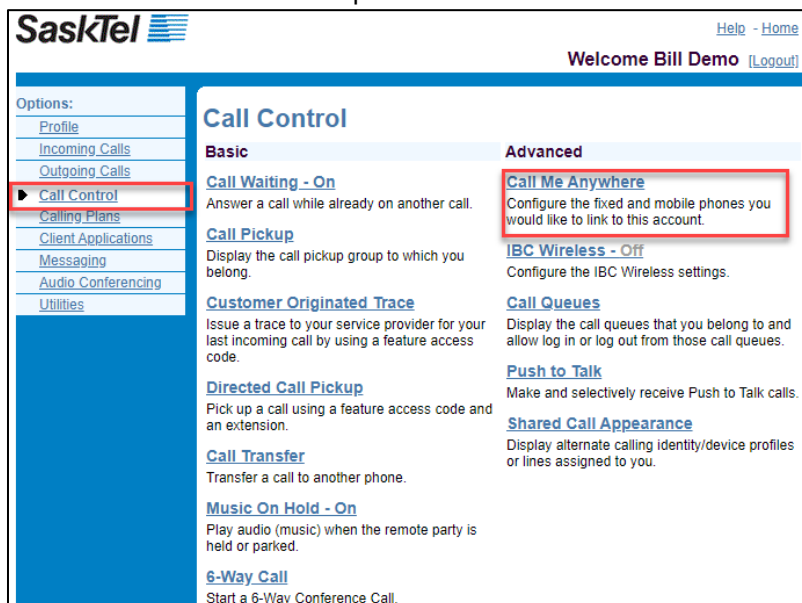 SaskTel
Help - Home
Welcome Bill Demo [Logout]
Options:
Profile
Incoming Calls
Outgoing Calls
Call Control
Calling Plans
Client Applications
Messaging
Audio Conferencing
Utilities
Call Control
Basic
Call Waiting - On
Answer a call while already on another call.
Call Pickup
Display the call pickup group to which you
belong.
Customer Originated Trace
Issue a trace to your service provider for your
last incoming call by using a feature access
code.
Directed Call Pickup
Pick up a call using a feature access code and
an extension.
Call Transfer
Transfer a call to another phone.
Music On Hold - On
Play audio (music) when the remote party is
held or parked.
6-Way Call
Start a 6-Way Conference Call.
Advanced
Call Me Anywhere
Configure the fixed and mobile phones you
would like to link to this account.
IBC Wireless - Off
Configure the IBC Wireless settings.
Call Queues
Display the call queues that you belong to and
allow log in or log out from those call queues.
Push to Talk
Make and selectively receive Push to Talk calls.
Shared Call Appearance
Display alternate calling identity/device profiles
or lines assigned to you.